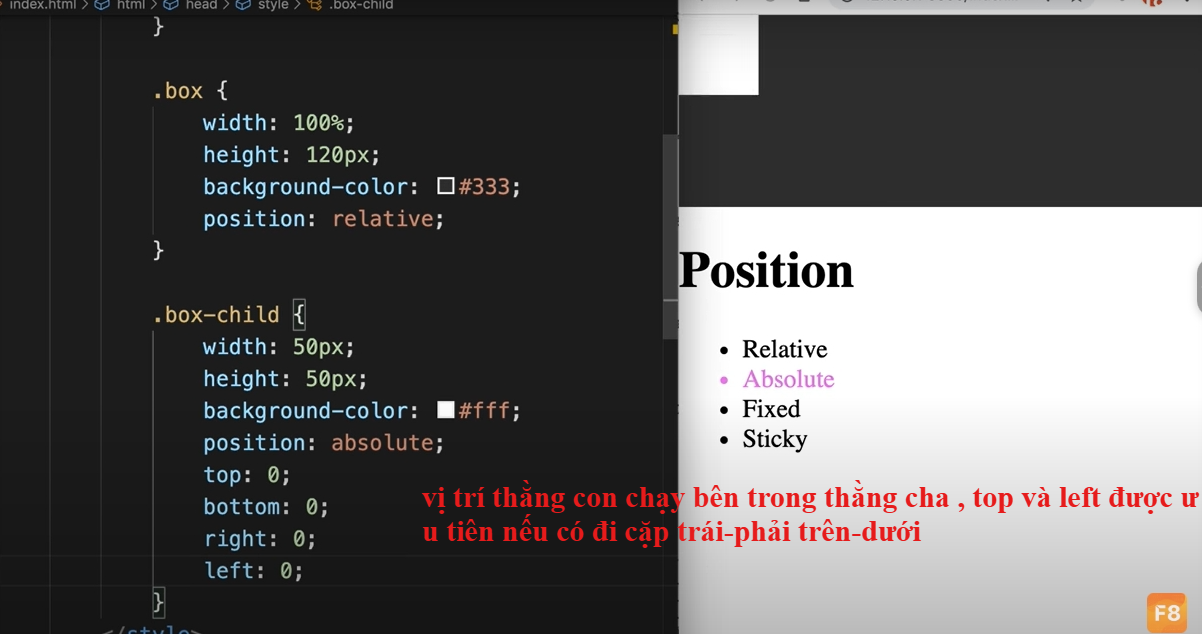 index.html > html > head > style > .box-child
}
.box {
width: 100%;
height: 120px;
background-color: #333;
position: relative;
}
.box-child {
width: 50px;
height: 50px;
background-color: #fff;
position: absolute;
top: 0;
bottom: 0;
right: 0;
left: 0;
}
</style>
Position
Relative
Absolute
Fixed
Sticky
vị trí thằng con chạy bên trong thằng cha , top và left được ư
u tiên nếu có đi cặp trái-phải trên-dưới
F8